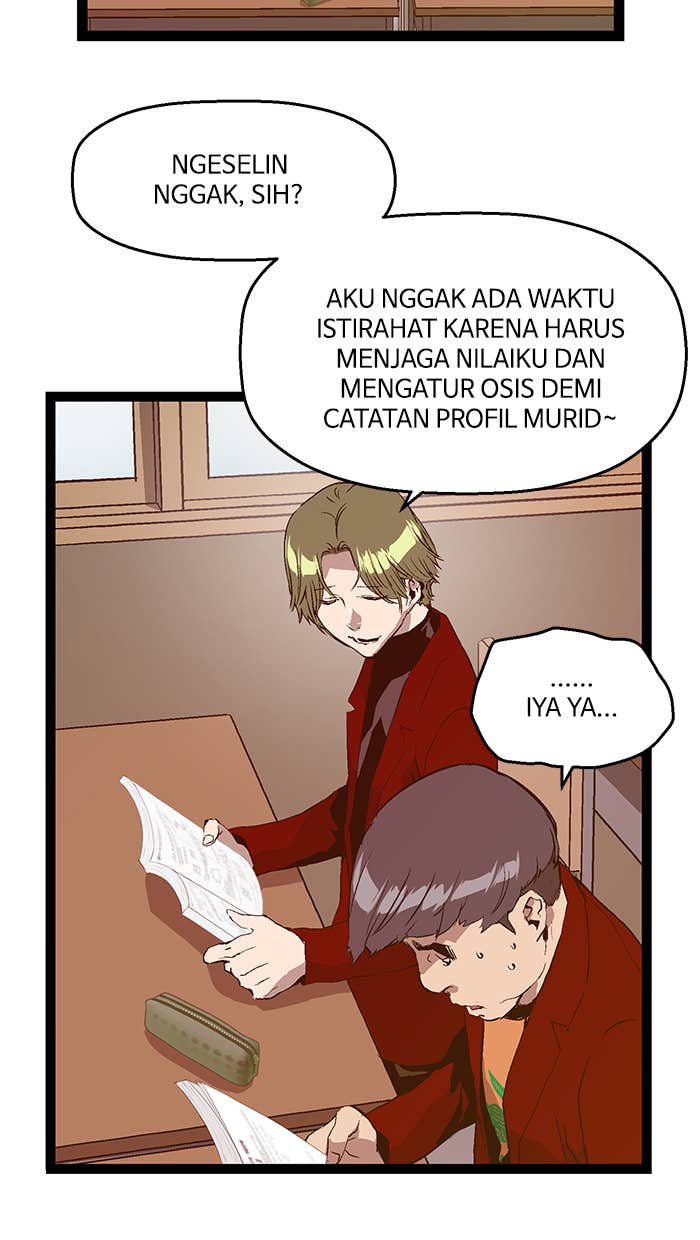 NGESELIN
NGGAK, SIH?
AKU NGGAK ADA WAKTU
ISTIRAHAT KARENA HARUS
MENJAGA NILAIKU DAN
MENGATUR OSIS DEMI
CATATAN PROFIL MURID~
......
IYA YA...